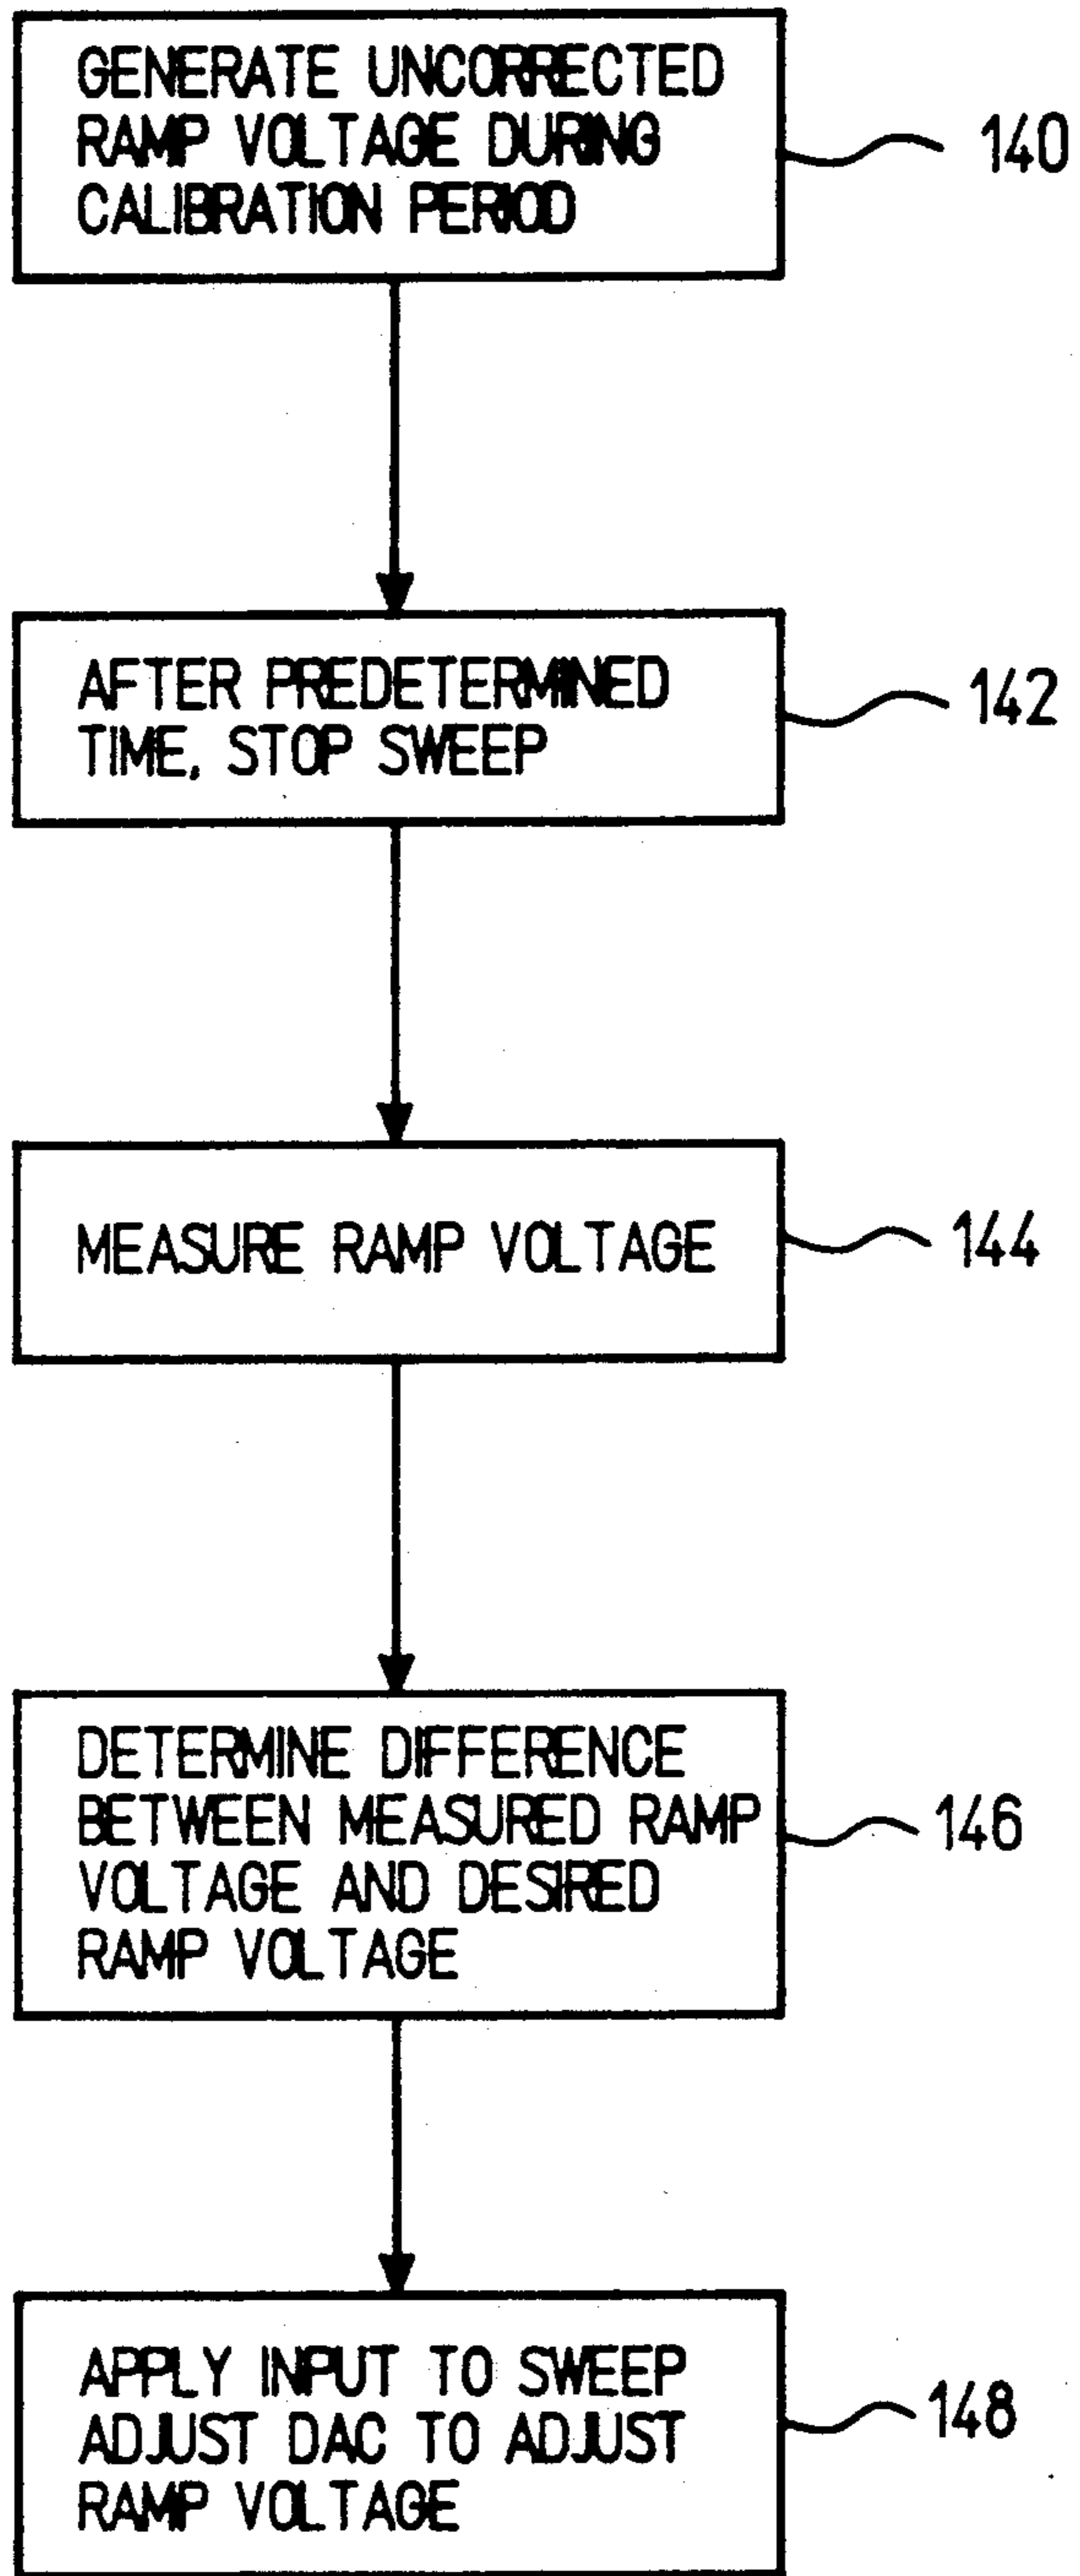 GENERATE UNCORRECTED
RAMP VOLTAGE DURING
CALIBRATION PERIOD
140
AFTER PREDETERMINED
TIME, STOP SWEEP
142
MEASURE RAMP VOLTAGE
144
DETERMINE DIFFERENCE
BETWEEN MEASURED RAMP
VOLTAGE AND DESIRED
RAMP VOLTAGE
146
APPLY INPUT TO SWEEP
ADJUST DAC TO ADJUST
RAMP VOLTAGE
148